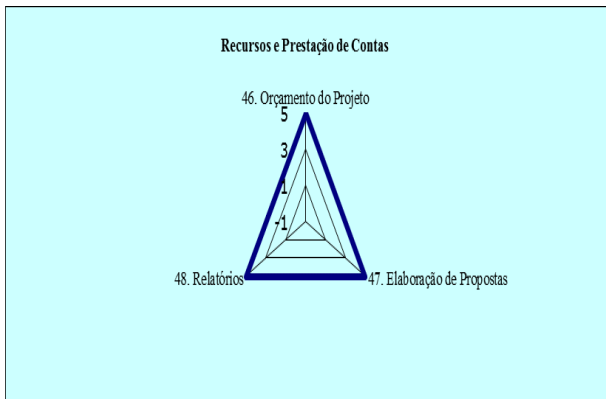 Recursos e Prestação de Contas
46. Orçamento do Projeto
5
3
1
-1
48. Relatórios
47. Elaboração de Propostas